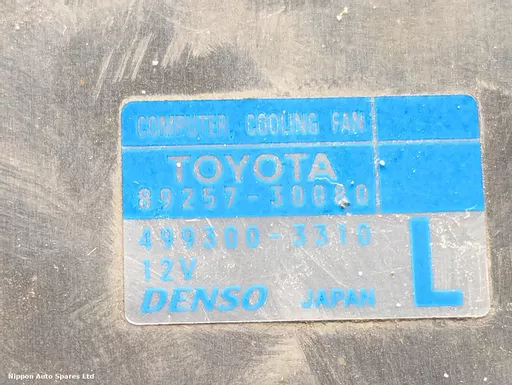 COMPUTER COOLING FAN
TOYOTA
89257-30080
499300-3310
12V
DENSO JAPAN L
Nippon Auto Spares Ltd